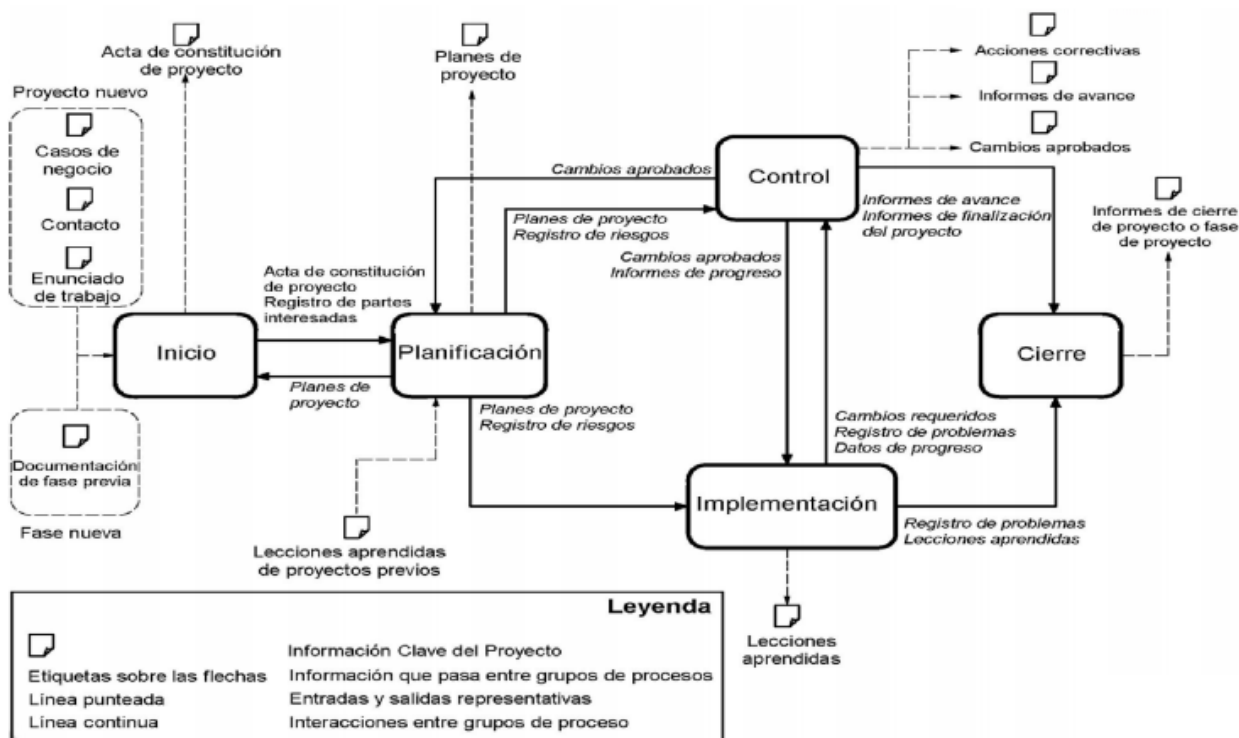 Acta de constitución
de proyecto
Planes de
proyecto
Acciones correctivas
Informes de avance
Cambios aprobados
Proyecto nuevo
Casos de
negocio
Contacto
Enunciado
de trabajo
Cambios aprobados
Control
Planes de proyecto
Registro de riesgos
Informes de avance
Informes de finalización
del proyecto
Informes de cierre
de proyecto o fase
de proyecto
Cambios aprobados
Informes de progreso
Acta de constitución
de proyecto
Registro de partes
interesadas
Inicio
Planificación
Cierre
Planes de
proyecto
Planes de proyecto
Registro de riesgos
Cambios requeridos
Registro de problemas
Datos de progreso
Documentación
de fase previa
Fase nueva
Implementación
Registro de problemas
Lecciones aprendidas
Lecciones aprendidas
de proyectos previos
Lecciones
aprendidas
Leyenda
Información Clave del Proyecto
Etiquetas sobre las flechas Información que pasa entre grupos de procesos
Línea punteada Entradas y salidas representativas
Línea continua Interacciones entre grupos de proceso